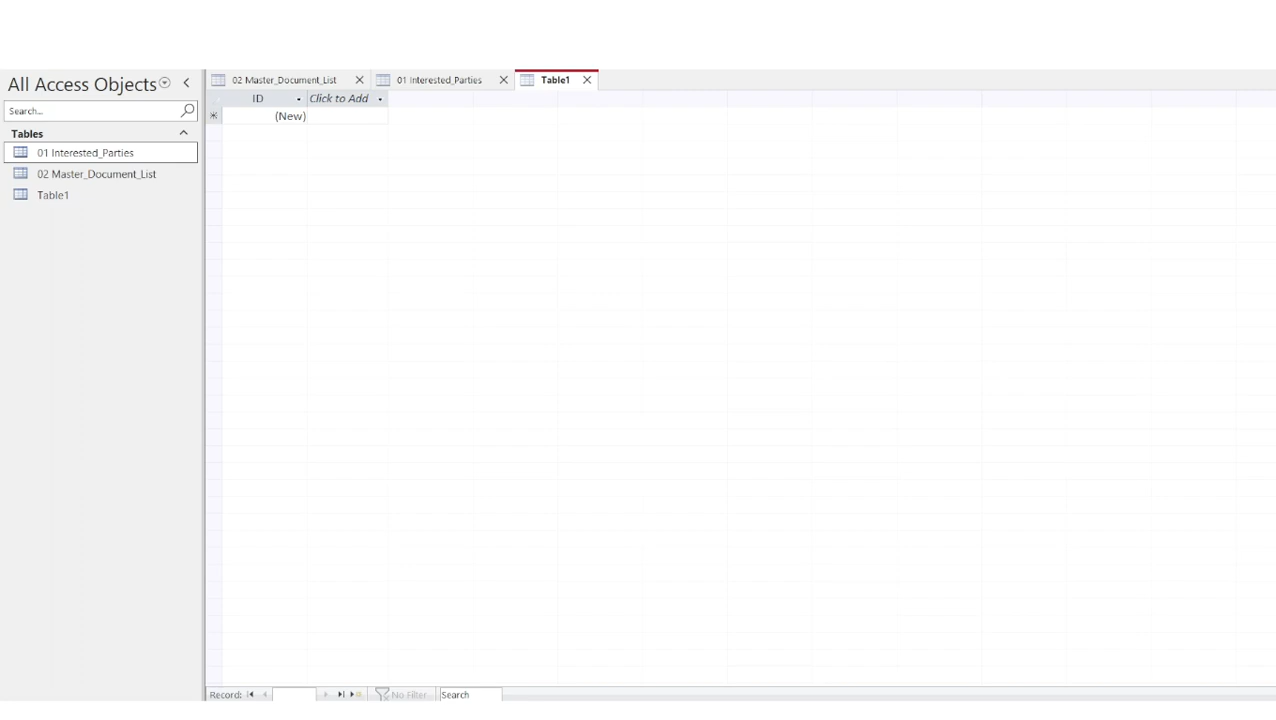 All Access Objects
Search...
Tables
01 Interested_Parties
02 Master_Document_List
Table1
02 Master_Document_List
01 Interested_Parties
Table1
ID Click to Add
(New)
Record: No Filter Search